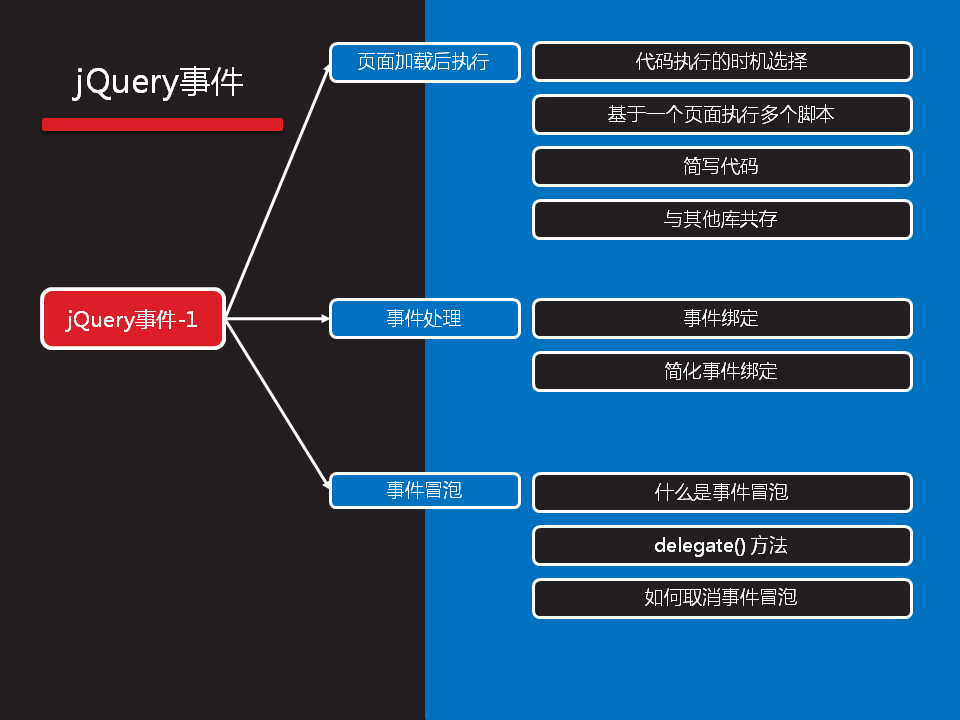 jQuery事件
页面加载后执行
代码执行的时机选择
基于一个页面执行多个脚本
简写代码
与其他库共存
jQuery事件-1
事件处理
事件绑定
简化事件绑定
事件冒泡
什么是事件冒泡
delegate() 方法
如何取消事件冒泡